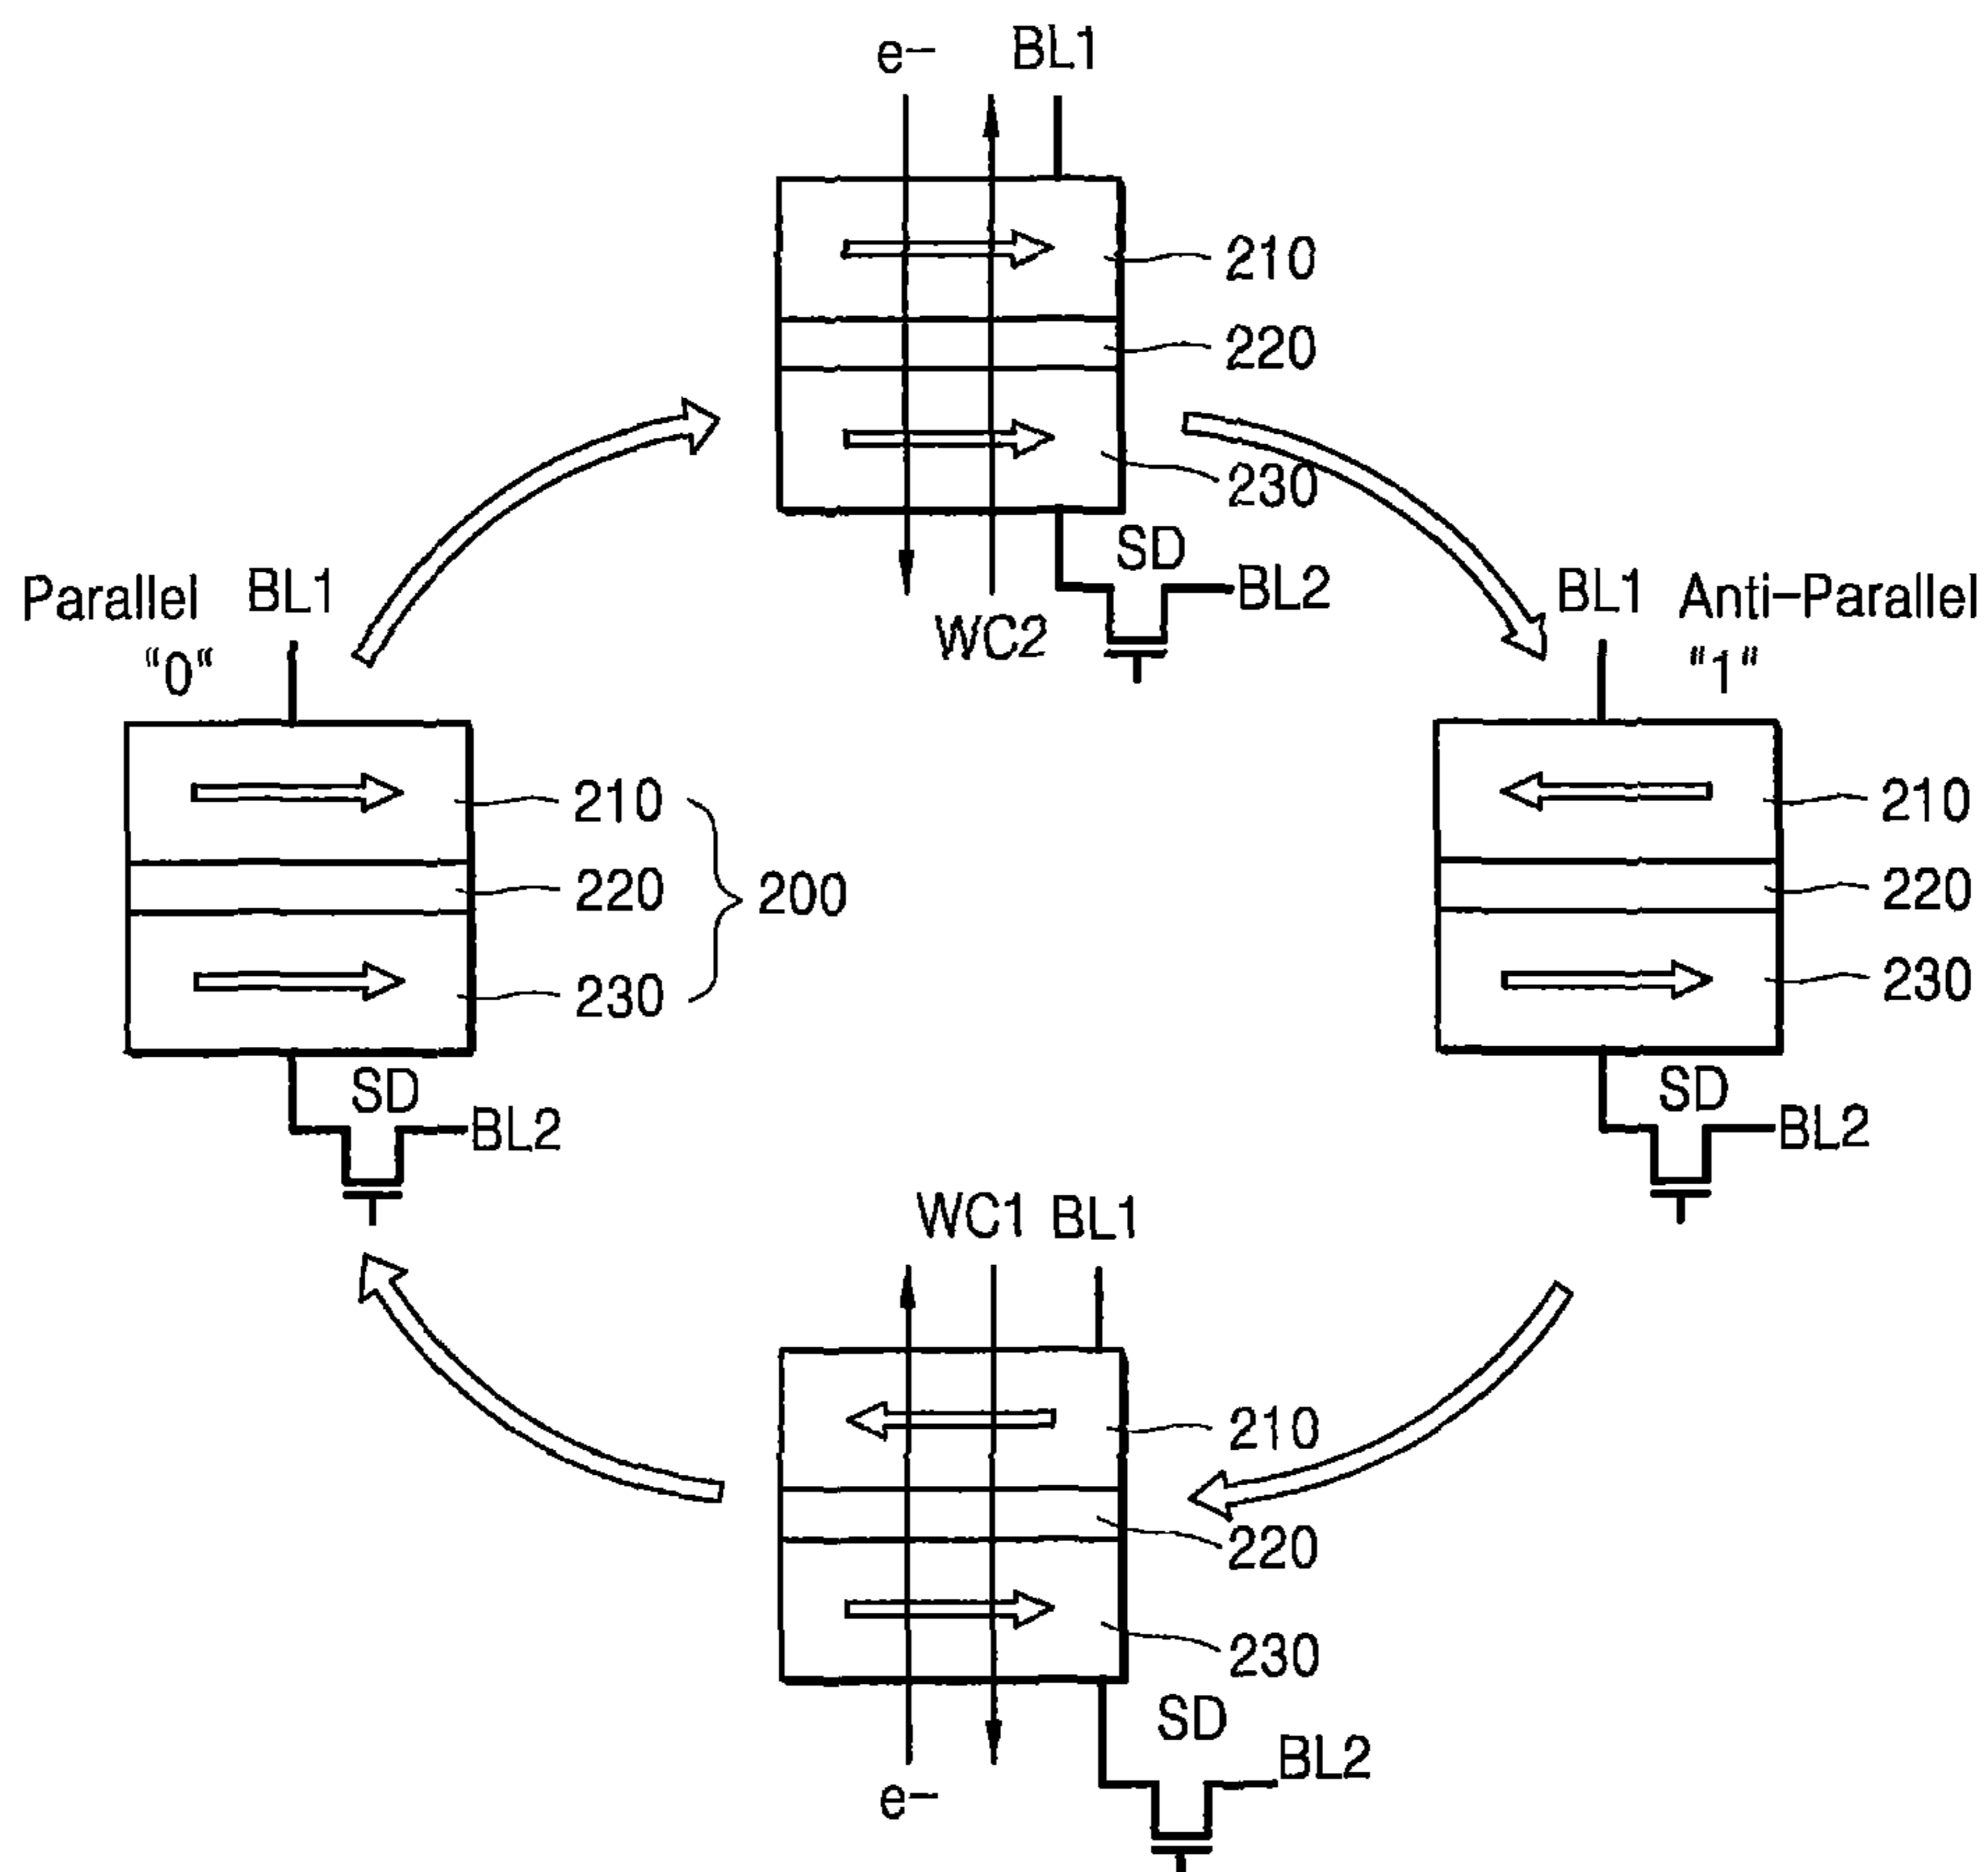 e− BL1
210
220
230
SD
BL2
WC2
Parallel BL1
"0"
210
220 200
230
SD
BL2
BL1 Anti−Parallel
"1"
210
220
230
SD
BL2
WC1 BL1
210
220
230
SD
BL2
e−